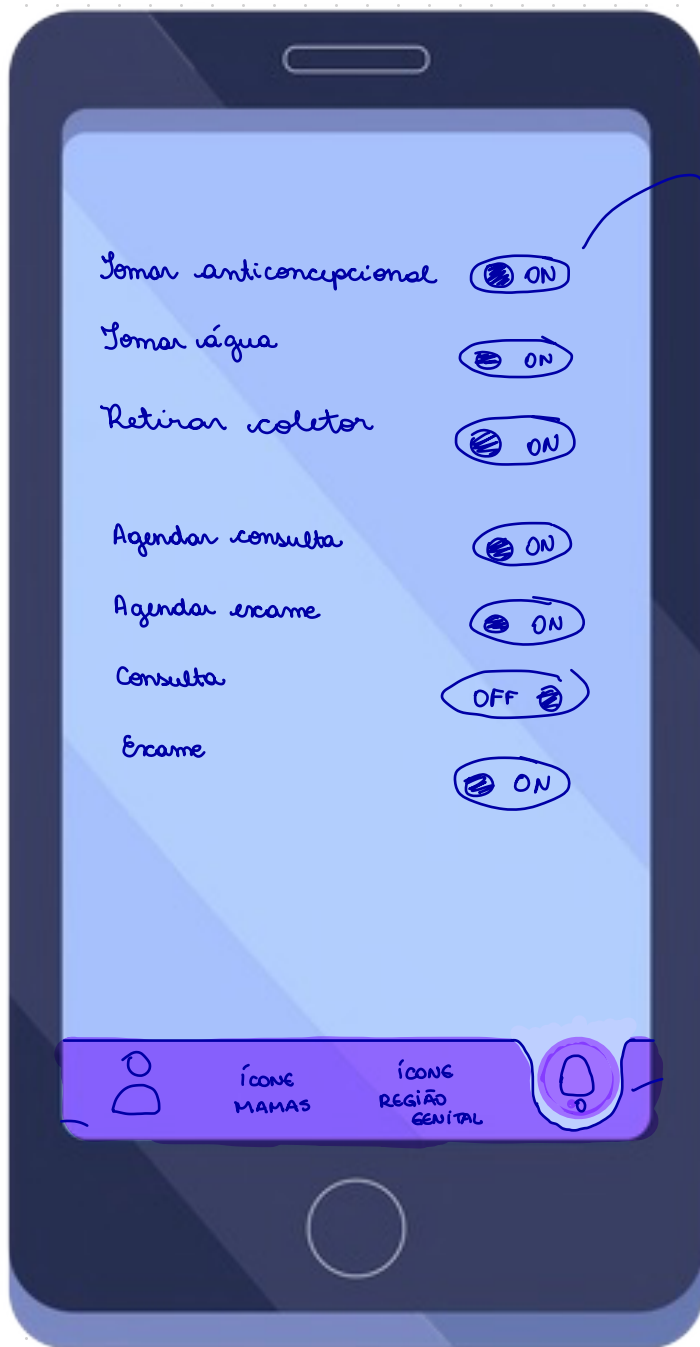 Tomar anticoncepcional ON
Tomar água ON
Retirar coletor ON
Agendar consulta ON
Agendar exame ON
Consulta OFF
Exame ON
ÍCONE
MAMAS
ÍCONE
REGIÃO
GENITAL